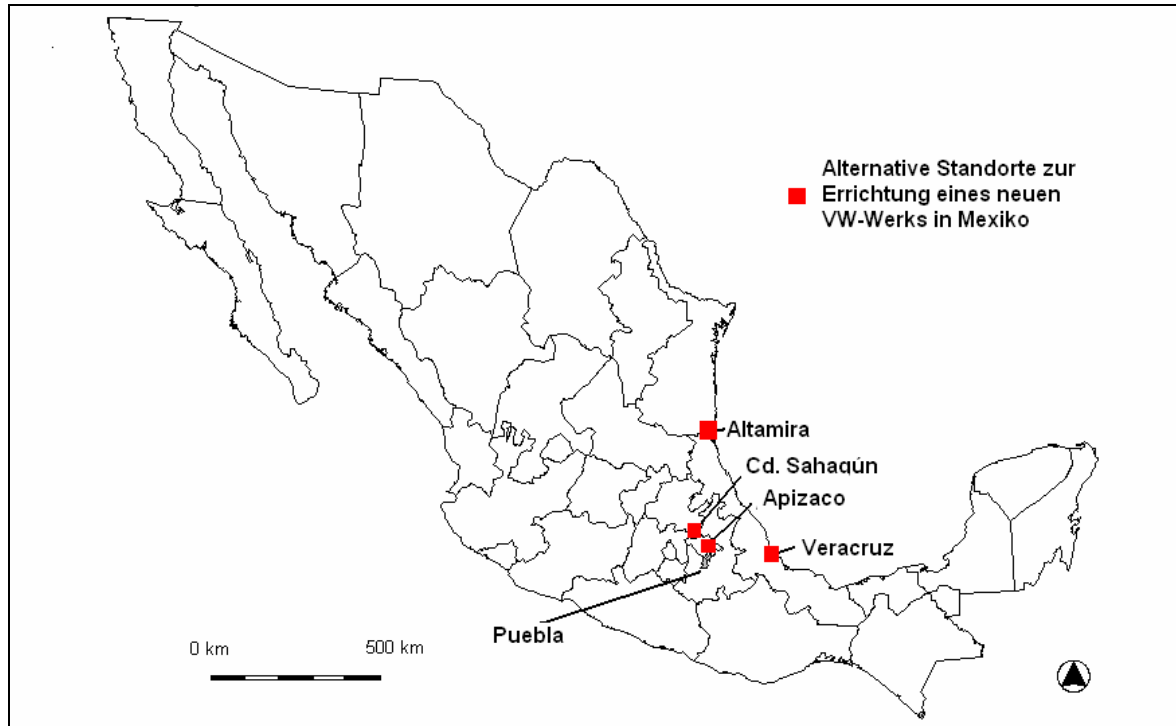 Alternative Standorte zur
Errichtung eines neuen
VW-Werks in Mexiko
Altamira
Cd. Sahagún
Apizaco
Veracruz
Puebla
0 km 500 km